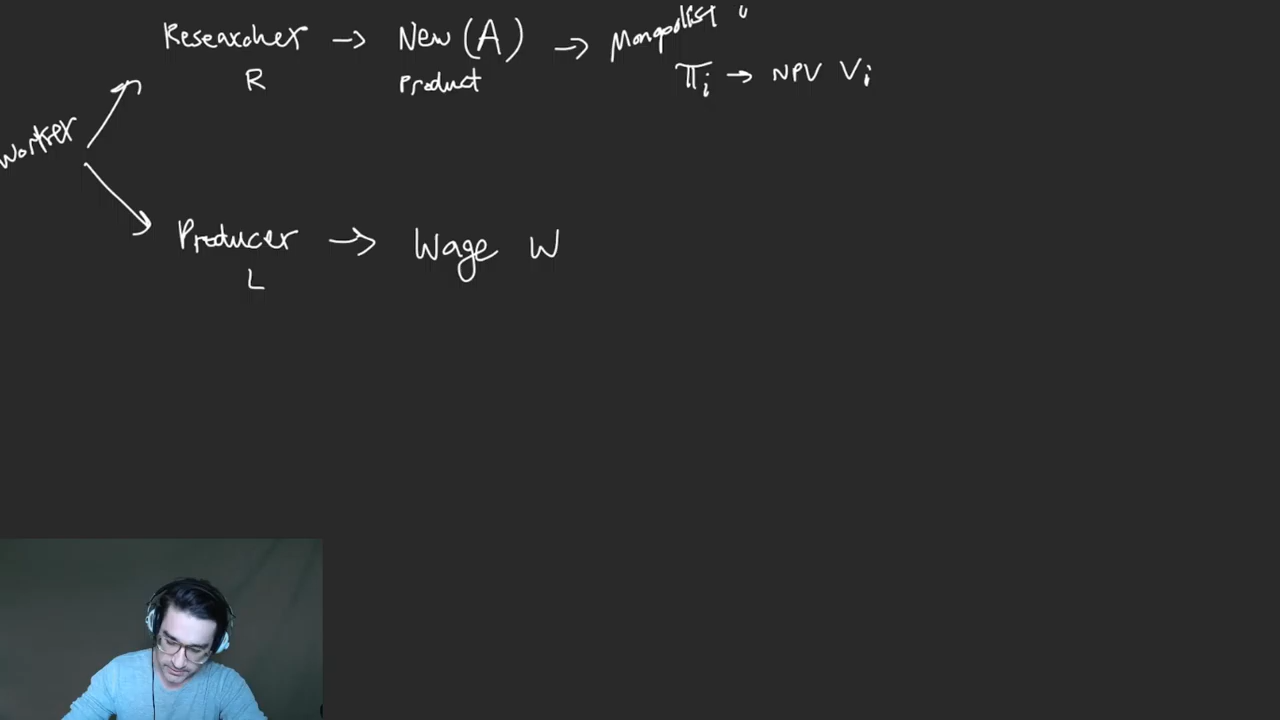 Researcher → New (A) → Monopolist
R Product πi → NPV Vi
Worker
Producer → Wage W
L